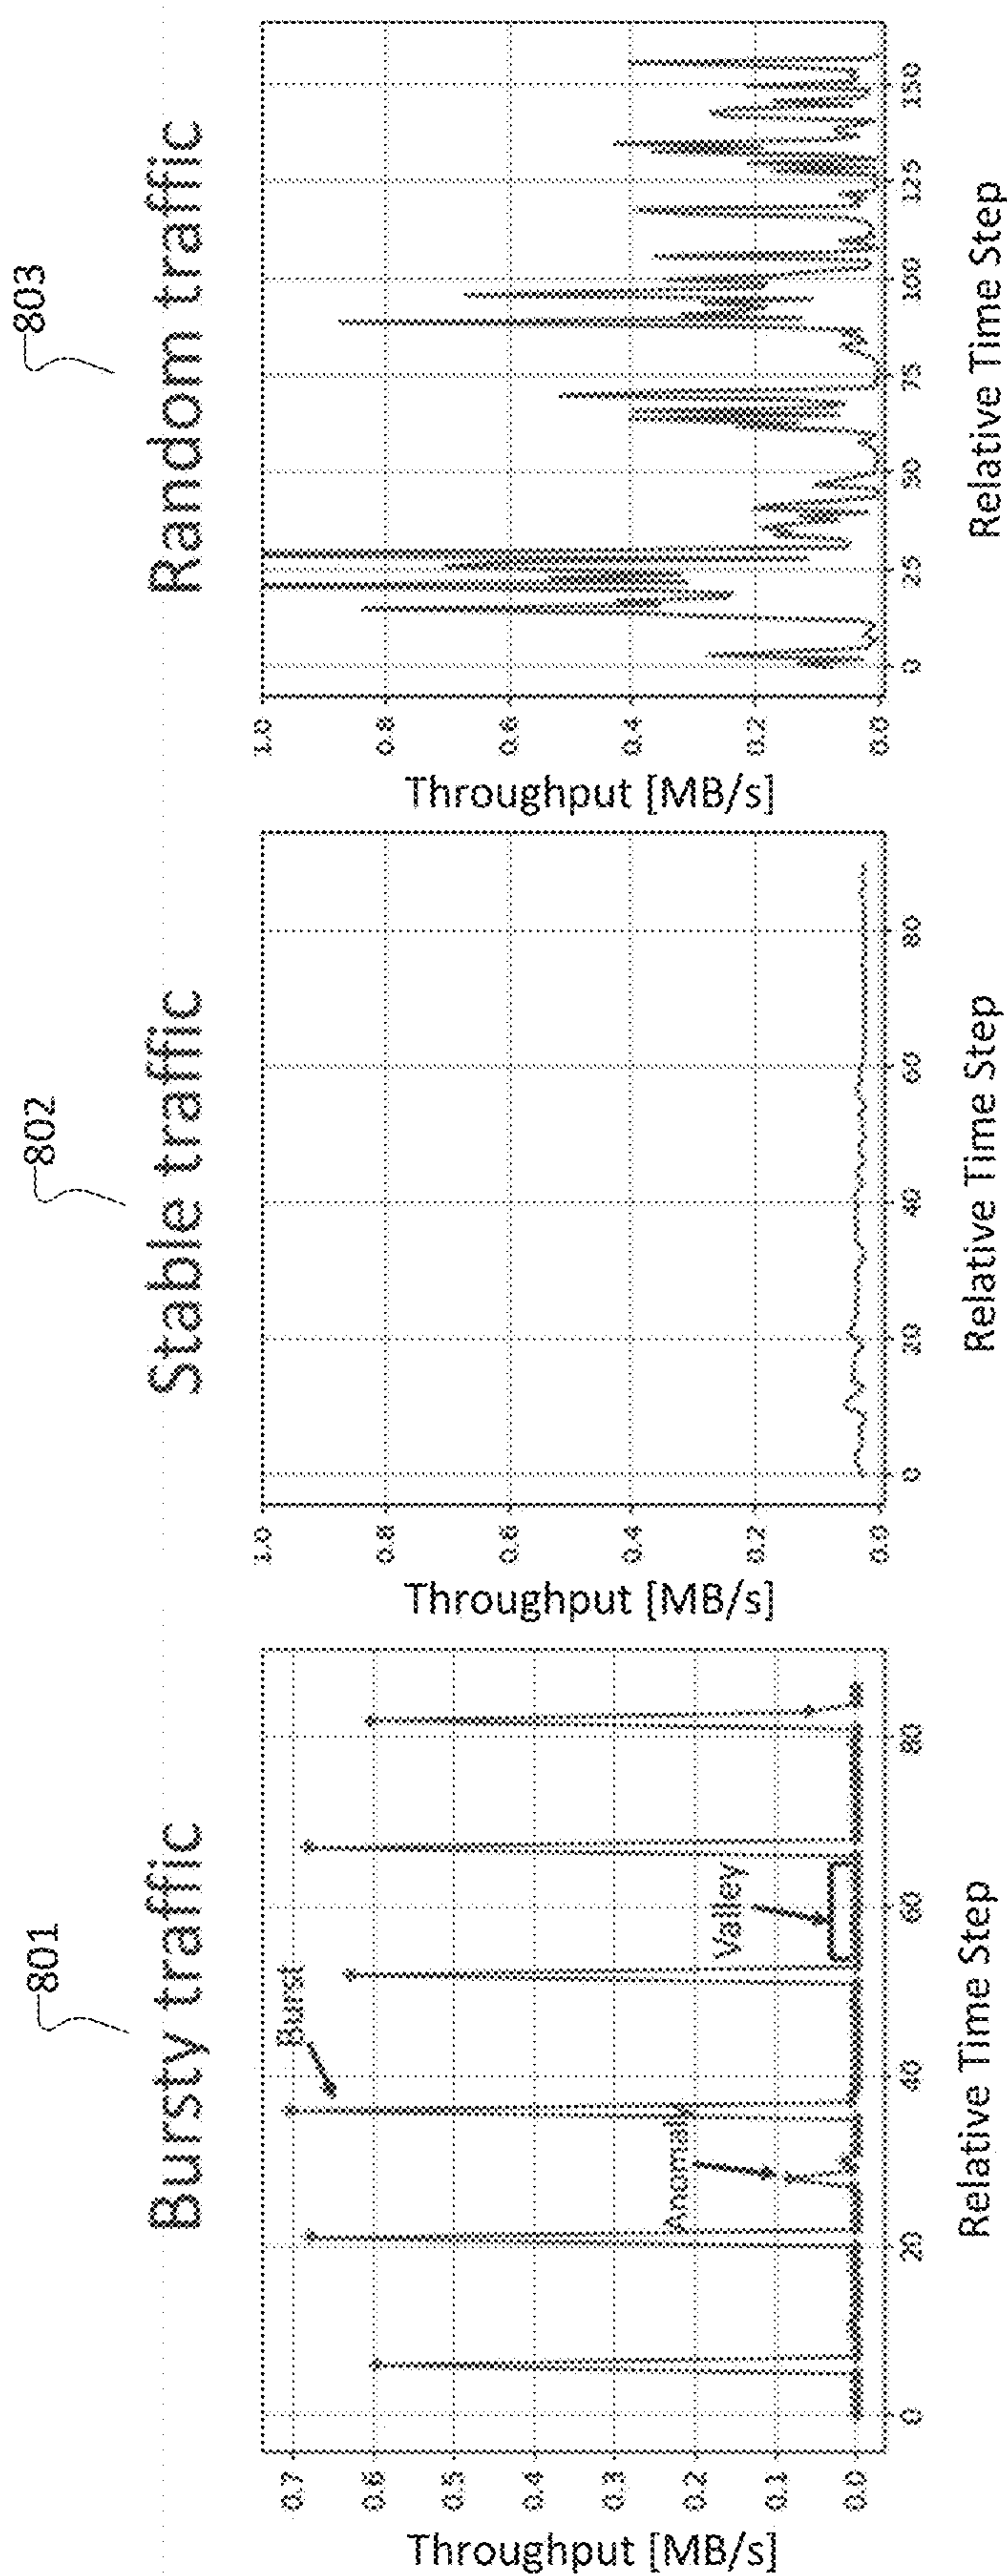 801
Bursty traffic
Throughput [MB/s]
0.7
0.6
0.5
0.4
0.3
0.2
0.1
0.0
Burst
Anomaly
Valley
0 20 40 60 80
Relative Time Step
802
Stable traffic
Throughput [MB/s]
1.0
0.8
0.6
0.4
0.2
0.0
0 20 40 60 80
Relative Time Step
803
Random traffic
Throughput [MB/s]
1.0
0.8
0.6
0.4
0.2
0.0
0 25 50 75 100 125 150
Relative Time Step